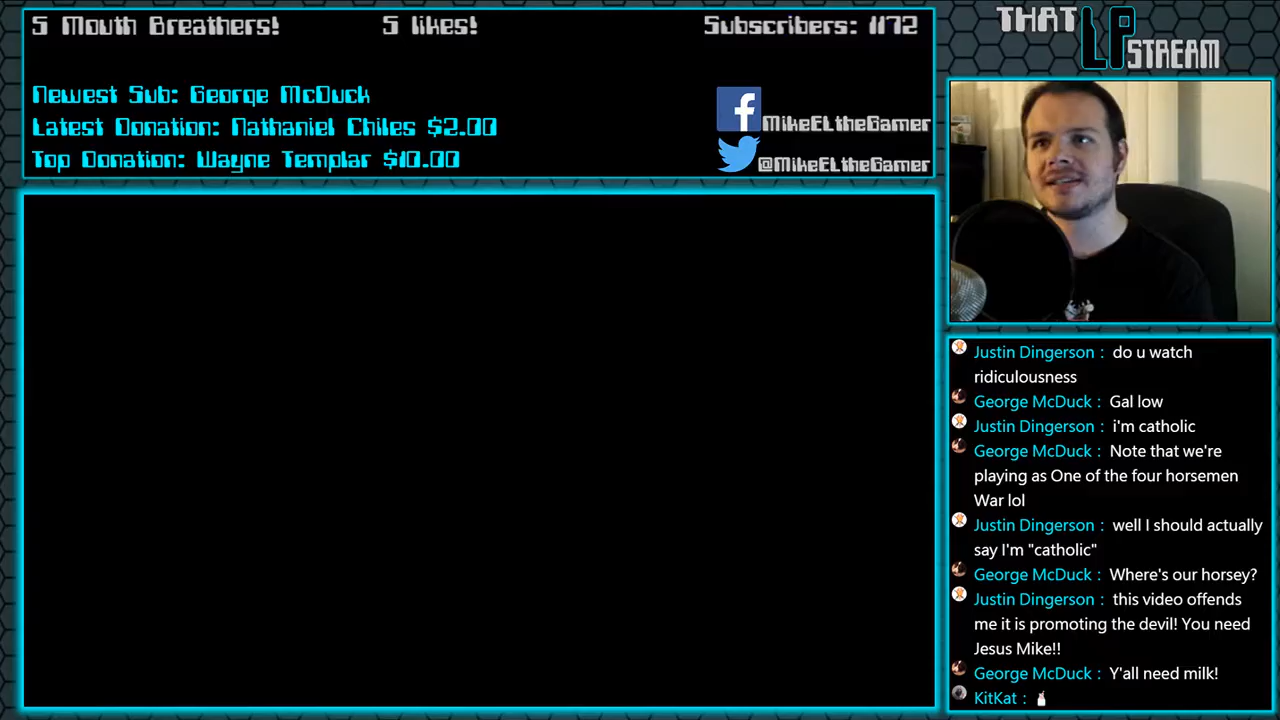 5 Mouth Breathers!
5 likes!
Subscribers: 1172
Newest Sub: George McDuck
Latest Donation: Nathaniel Chiles $2.00
Top Donation: Wayne Templar $10.00
MikeELtheGamer
@MikeELtheGamer
THAT
LP
STREAM
Justin Dingerson : do u watch
ridiculousness
George McDuck : Gal low
Justin Dingerson : i'm catholic
George McDuck : Note that we're
playing as One of the four horsemen
War lol
Justin Dingerson : well I should actually
say I'm "catholic"
George McDuck : Where's our horsey?
Justin Dingerson : this video offends
me it is promoting the devil! You need
Jesus Mike!!
George McDuck : Y'all need milk!
KitKat :